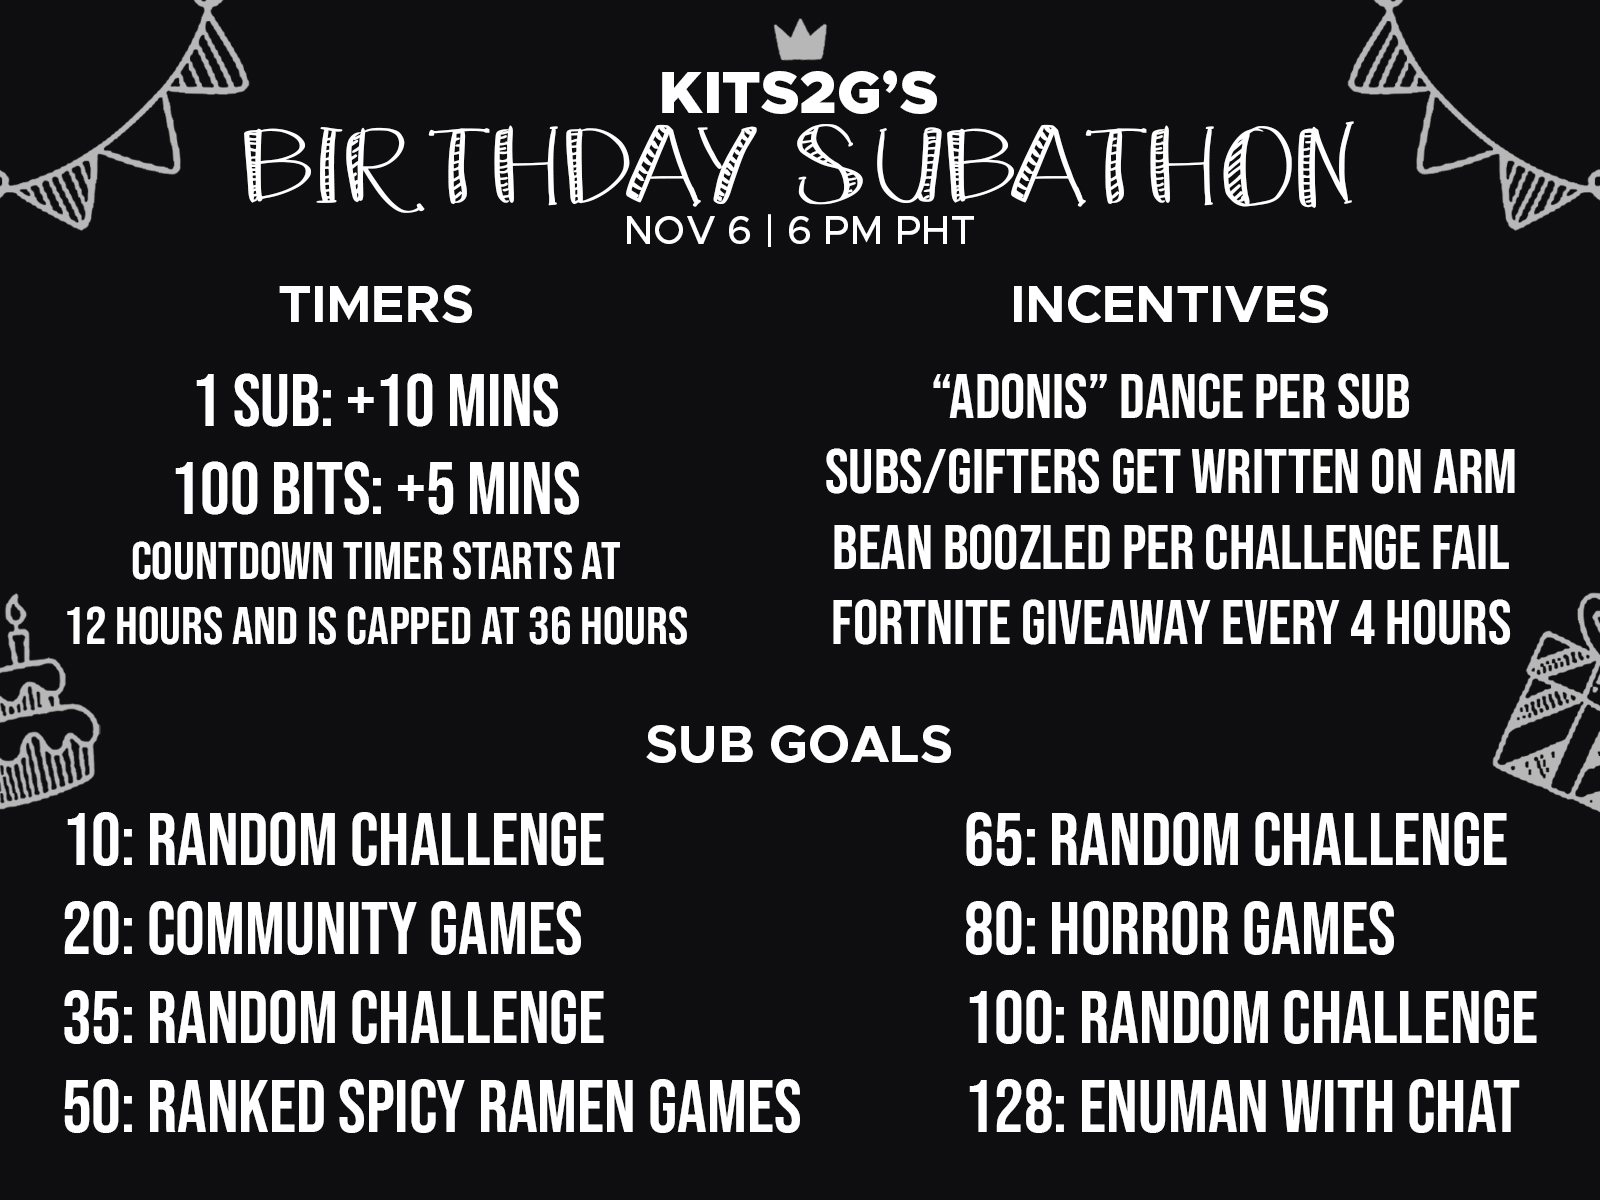 KITS2G'S
BIRTHDAY SUBATHON
NOV 6 | 6 PM PHT
TIMERS
1 SUB: +10 MINS
100 BITS: +5 MINS
COUNTDOWN TIMER STARTS AT
12 HOURS AND IS CAPPED AT 36 HOURS
INCENTIVES
“ADONIS” DANCE PER SUB
SUBS/GIFTERS GET WRITTEN ON ARM
BEAN BOOZLED PER CHALLENGE FAIL
FORTNITE GIVEAWAY EVERY 4 HOURS
SUB GOALS
10: RANDOM CHALLENGE
20: COMMUNITY GAMES
35: RANDOM CHALLENGE
50: RANKED SPICY RAMEN GAMES
65: RANDOM CHALLENGE
80: HORROR GAMES
100: RANDOM CHALLENGE
128: ENUMAN WITH CHAT